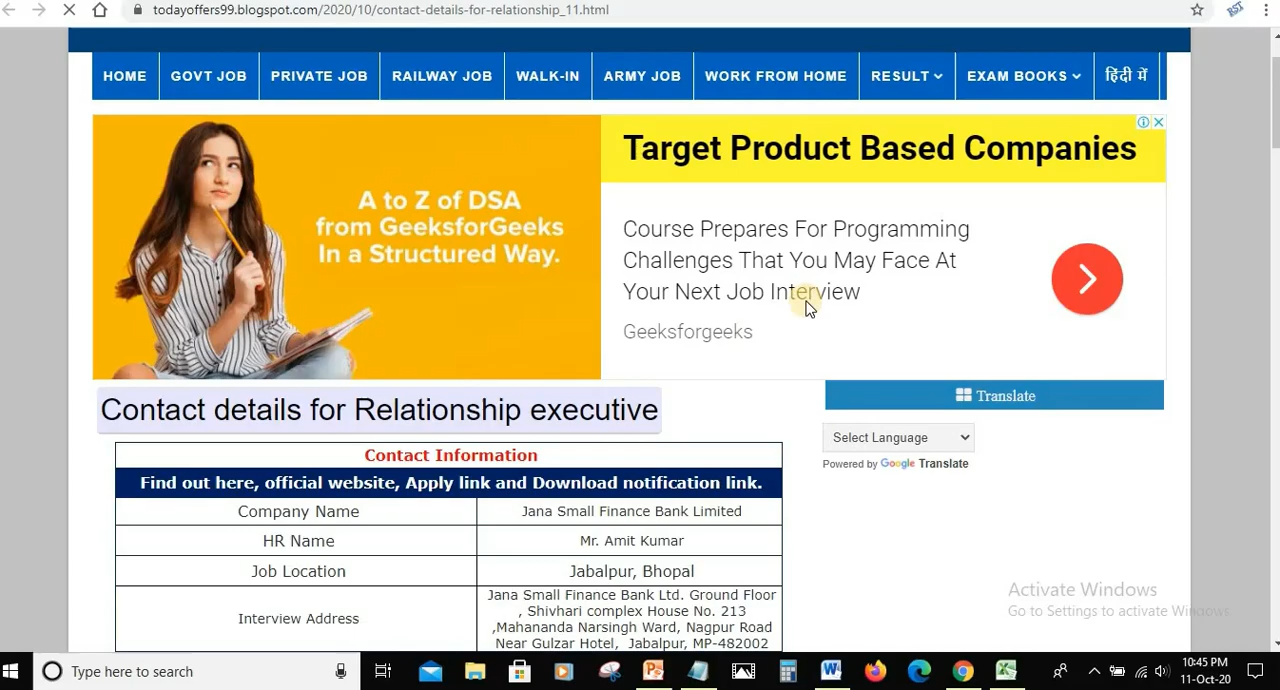 todayoffers99.blogspot.com/2020/10/contact-details-for-relationship_11.html
RST
HOME GOVT JOB PRIVATE JOB RAILWAY JOB WALK-IN ARMY JOB WORK FROM HOME RESULT EXAM BOOKS हिंदी में
A to Z of DSA
from GeeksforGeeks
In a Structured Way.
Target Product Based Companies
Course Prepares For Programming
Challenges That You May Face At
Your Next Job Interview
Geeksforgeeks
Contact details for Relationship executive
Translate
Select Language
Powered by Google Translate
Contact Information
Find out here, official website, Apply link and Download notification link.
Company Name Jana Small Finance Bank Limited
HR Name Mr. Amit Kumar
Job Location Jabalpur, Bhopal
Interview Address
Jana Small Finance Bank Ltd. Ground Floor
, Shivhari complex House No. 213
,Mahananda Narsingh Ward, Nagpur Road
Near Gulzar Hotel, Jabalpur, MP-482002
Activate Windows
Go to Settings to activate Windows.
Type here to search
10:45 PM
11-Oct-20